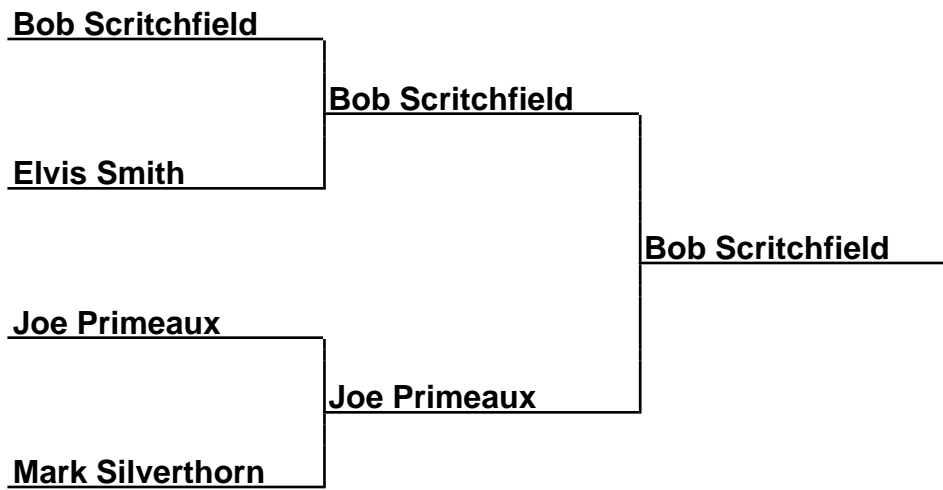 Bob Scritchfield
Bob Scritchfield
Elvis Smith
Bob Scritchfield
Joe Primeaux
Joe Primeaux
Mark Silverthorn